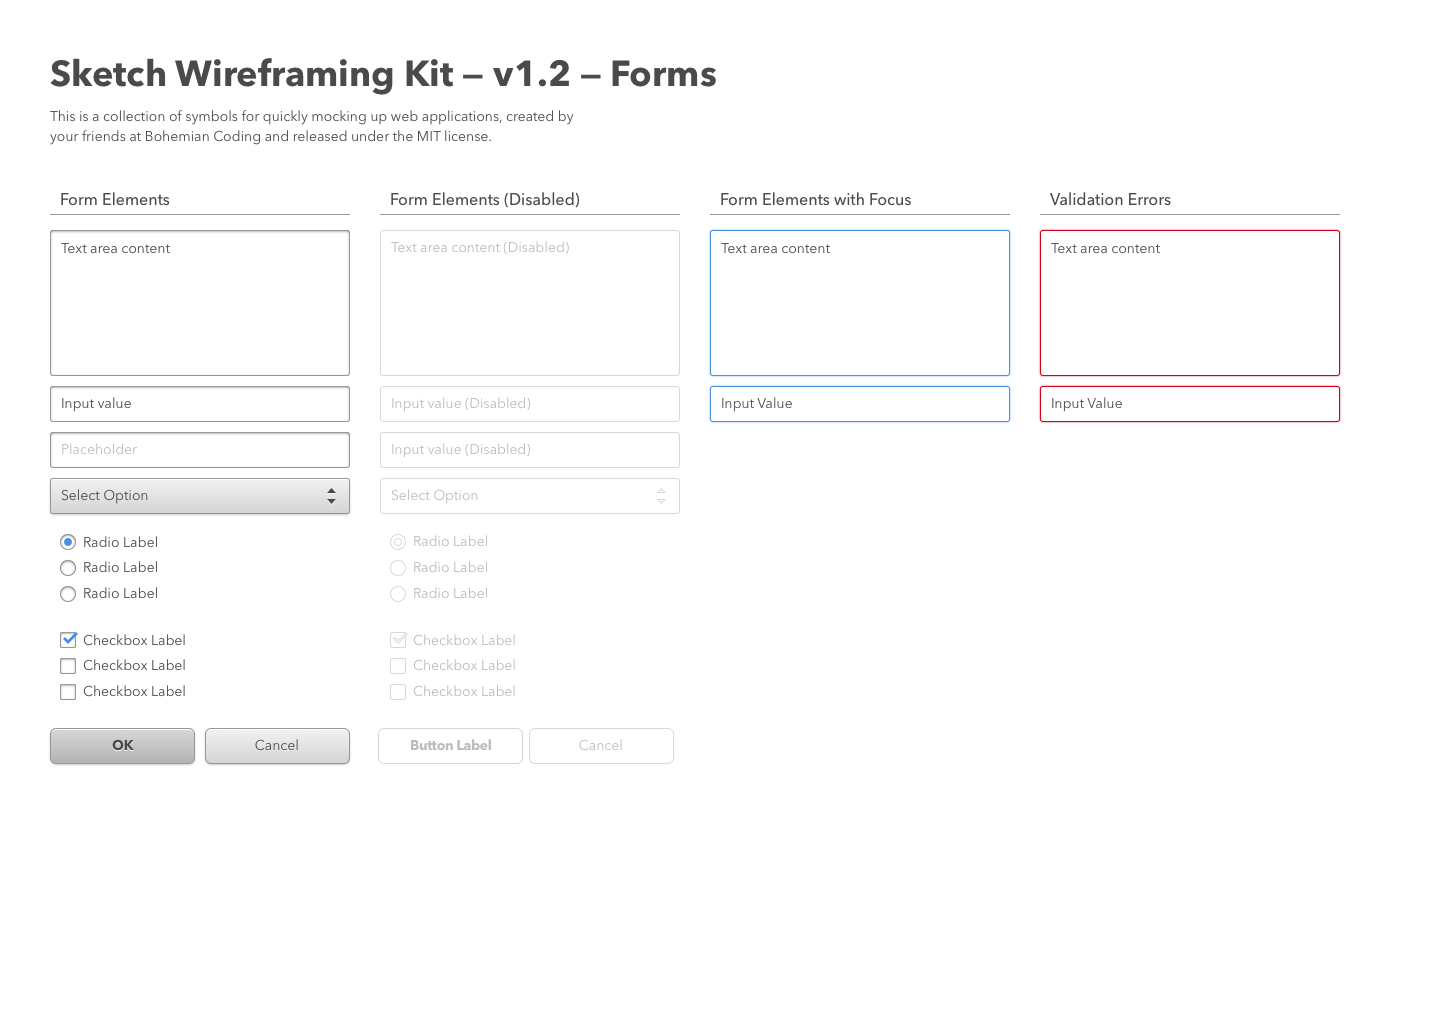 Sketch Wireframing Kit – v1.2 – Forms
This is a collection of symbols for quickly mocking up web applications, created by
your friends at Bohemian Coding and released under the MIT license.
Form Elements
Text area content
Input value
Placeholder
Select Option
Radio Label
Radio Label
Radio Label
Checkbox Label
Checkbox Label
Checkbox Label
OK
Cancel
Form Elements (Disabled)
Text area content (Disabled)
Input value (Disabled)
Input value (Disabled)
Select Option
Radio Label
Radio Label
Radio Label
Checkbox Label
Checkbox Label
Checkbox Label
Button Label
Cancel
Form Elements with Focus
Text area content
Input Value
Validation Errors
Text area content
Input Value